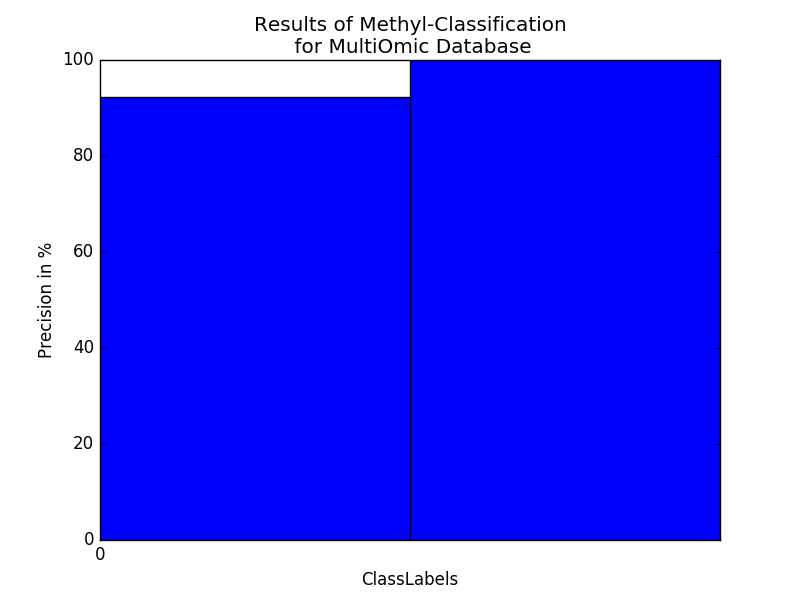 Results of Methyl-Classification
for MultiOmic Database
100
80
60
40
20
0
0
Precision in %
ClassLabels